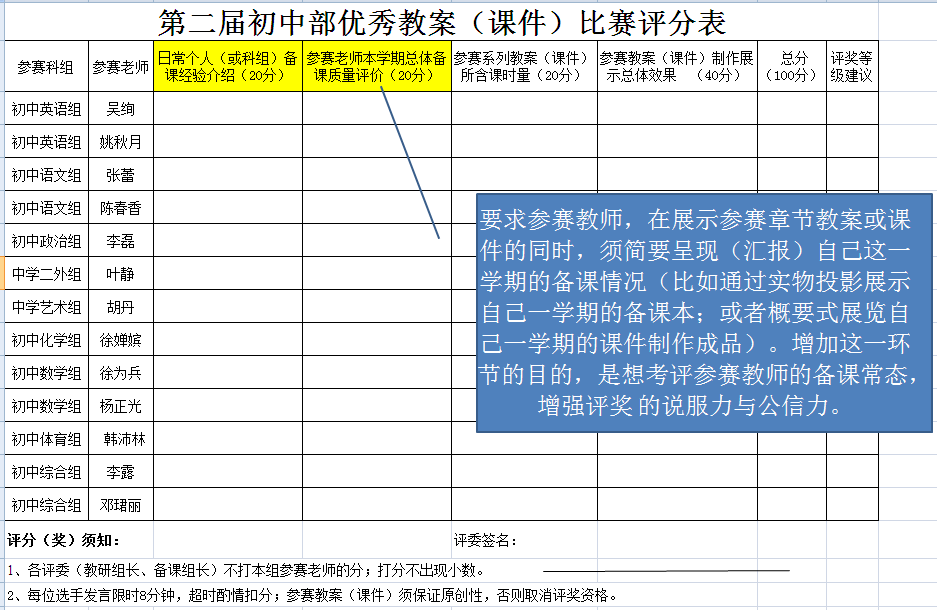 第二届初中部优秀教案（课件）比赛评分表
参赛科组 参赛老师 日常个人（或科组）备课经验介绍（20分） 参赛老师本学期总体备课质量评价（20分） 参赛系列教案（课件）所含课时量（20分） 参赛教案（课件）制作展示总体效果 （40分） 总分（100分） 评奖等级建议
初中英语组 吴绚
初中英语组 姚秋月
初中语文组 张蕾
初中语文组 陈春香
初中政治组 李磊
中学二外组 叶静
中学艺术组 胡丹
初中化学组 徐婵嫔
初中数学组 徐为兵
初中数学组 杨正光
初中体育组 韩沛林
初中综合组 李露
初中综合组 邓珺丽
要求参赛教师，在展示参赛章节教案或课
件的同时，须简要呈现（汇报）自己这一
学期的备课情况（比如通过实物投影展示
自己一学期的备课本；或者概要式展览自
己一学期的课件制作成品）。增加这一环
节的目的，是想考评参赛教师的备课常态，
增强评奖 的说服力与公信力。
评分（奖）须知： 评委签名：
1、各评委（教研组长、备课组长）不打本组参赛老师的分；打分不出现小数。
2、每位选手发言限时8分钟，超时酌情扣分；参赛教案（课件）须保证原创性，否则取消评奖资格。